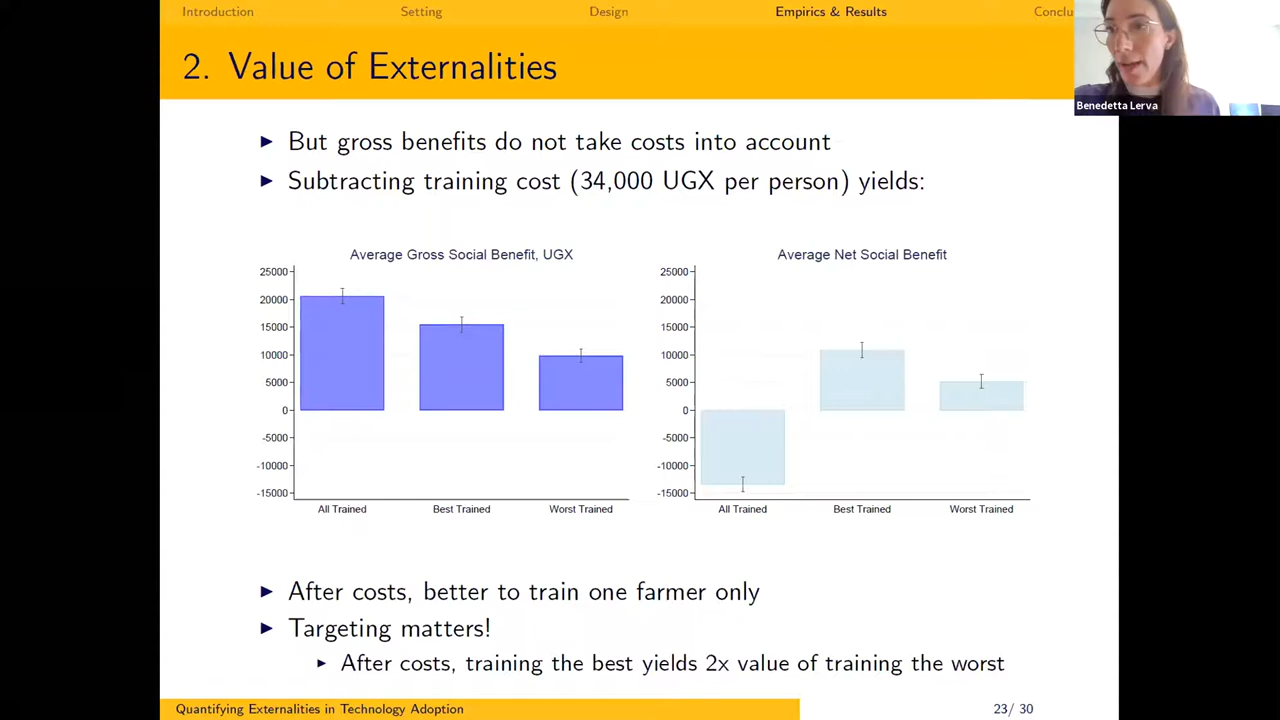 Introduction
Setting
Design
Empirics & Results
Conclu
2. Value of Externalities
Benedetta Lerva
▶ But gross benefits do not take costs into account
▶ Subtracting training cost (34,000 UGX per person) yields:
Average Gross Social Benefit, UGX
25000
20000
15000
10000
5000
0
-5000
-10000
-15000
All Trained
Best Trained
Worst Trained
Average Net Social Benefit
25000
20000
15000
10000
5000
0
-5000
-10000
-15000
All Trained
Best Trained
Worst Trained
▶ After costs, better to train one farmer only
▶ Targeting matters!
▶ After costs, training the best yields 2x value of training the worst
Quantifying Externalities in Technology Adoption
23/ 30